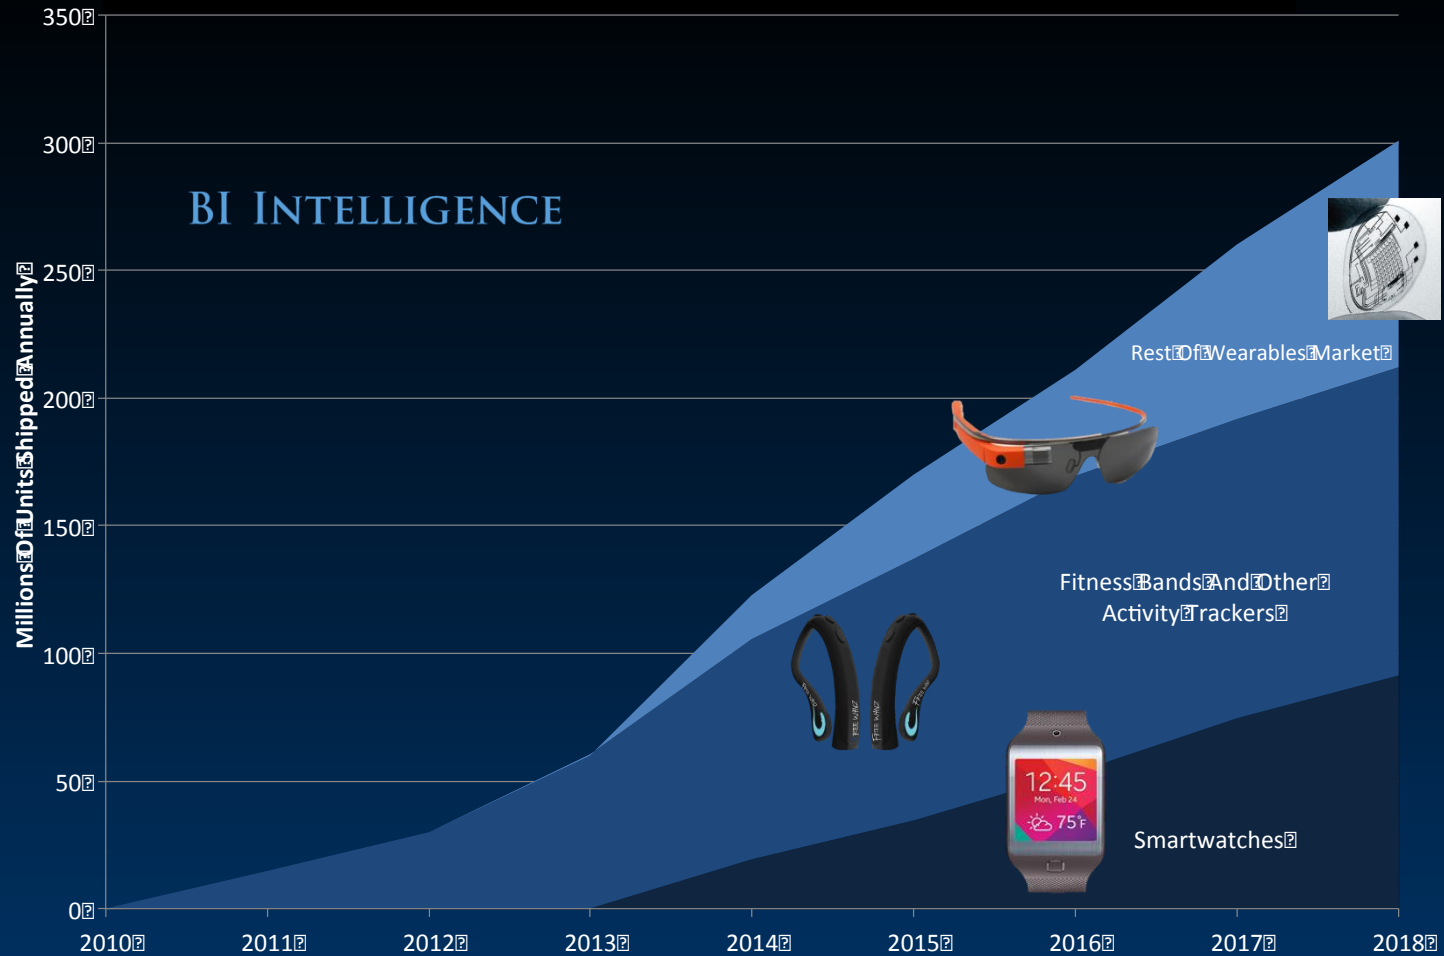 350
300
BI INTELLIGENCE
250
200
150
100
50
0
Millions Of Units Shipped Annually
Rest Of Wearables Market
Fitness Bands And Other
Activity Trackers
12:45
Mon, Feb 24
75°F
Smartwatches
2010
2011
2012
2013
2014
2015
2016
2017
2018